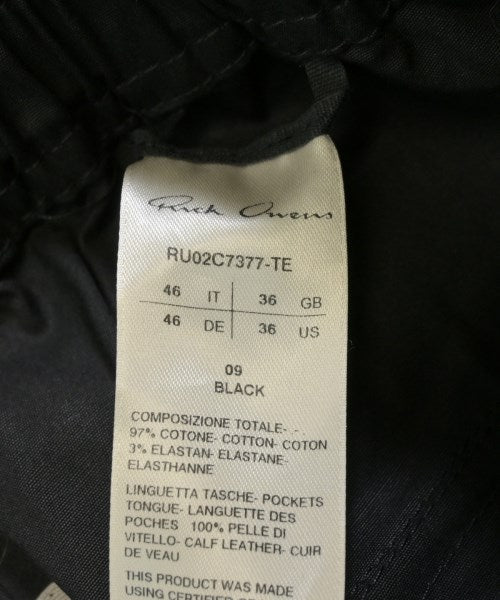 Rick Owens
RU02C7377-TE
46 IT 36 GB
46 DE 36 US
09
BLACK
COMPOSIZIONE TOTALE- -.-
97% COTONE- COTTON- COTON
3% ELASTAN- ELASTANE-
ELASTHANNE
LINGUETTA TASCHE- POCKETS
TONGUE- LANGUETTE DES
POCHES 100% PELLE DI
VITELLO- CALF LEATHER- CUIR
DE VEAU
THIS PRODUCT WAS MADE
USING CERTIFIED